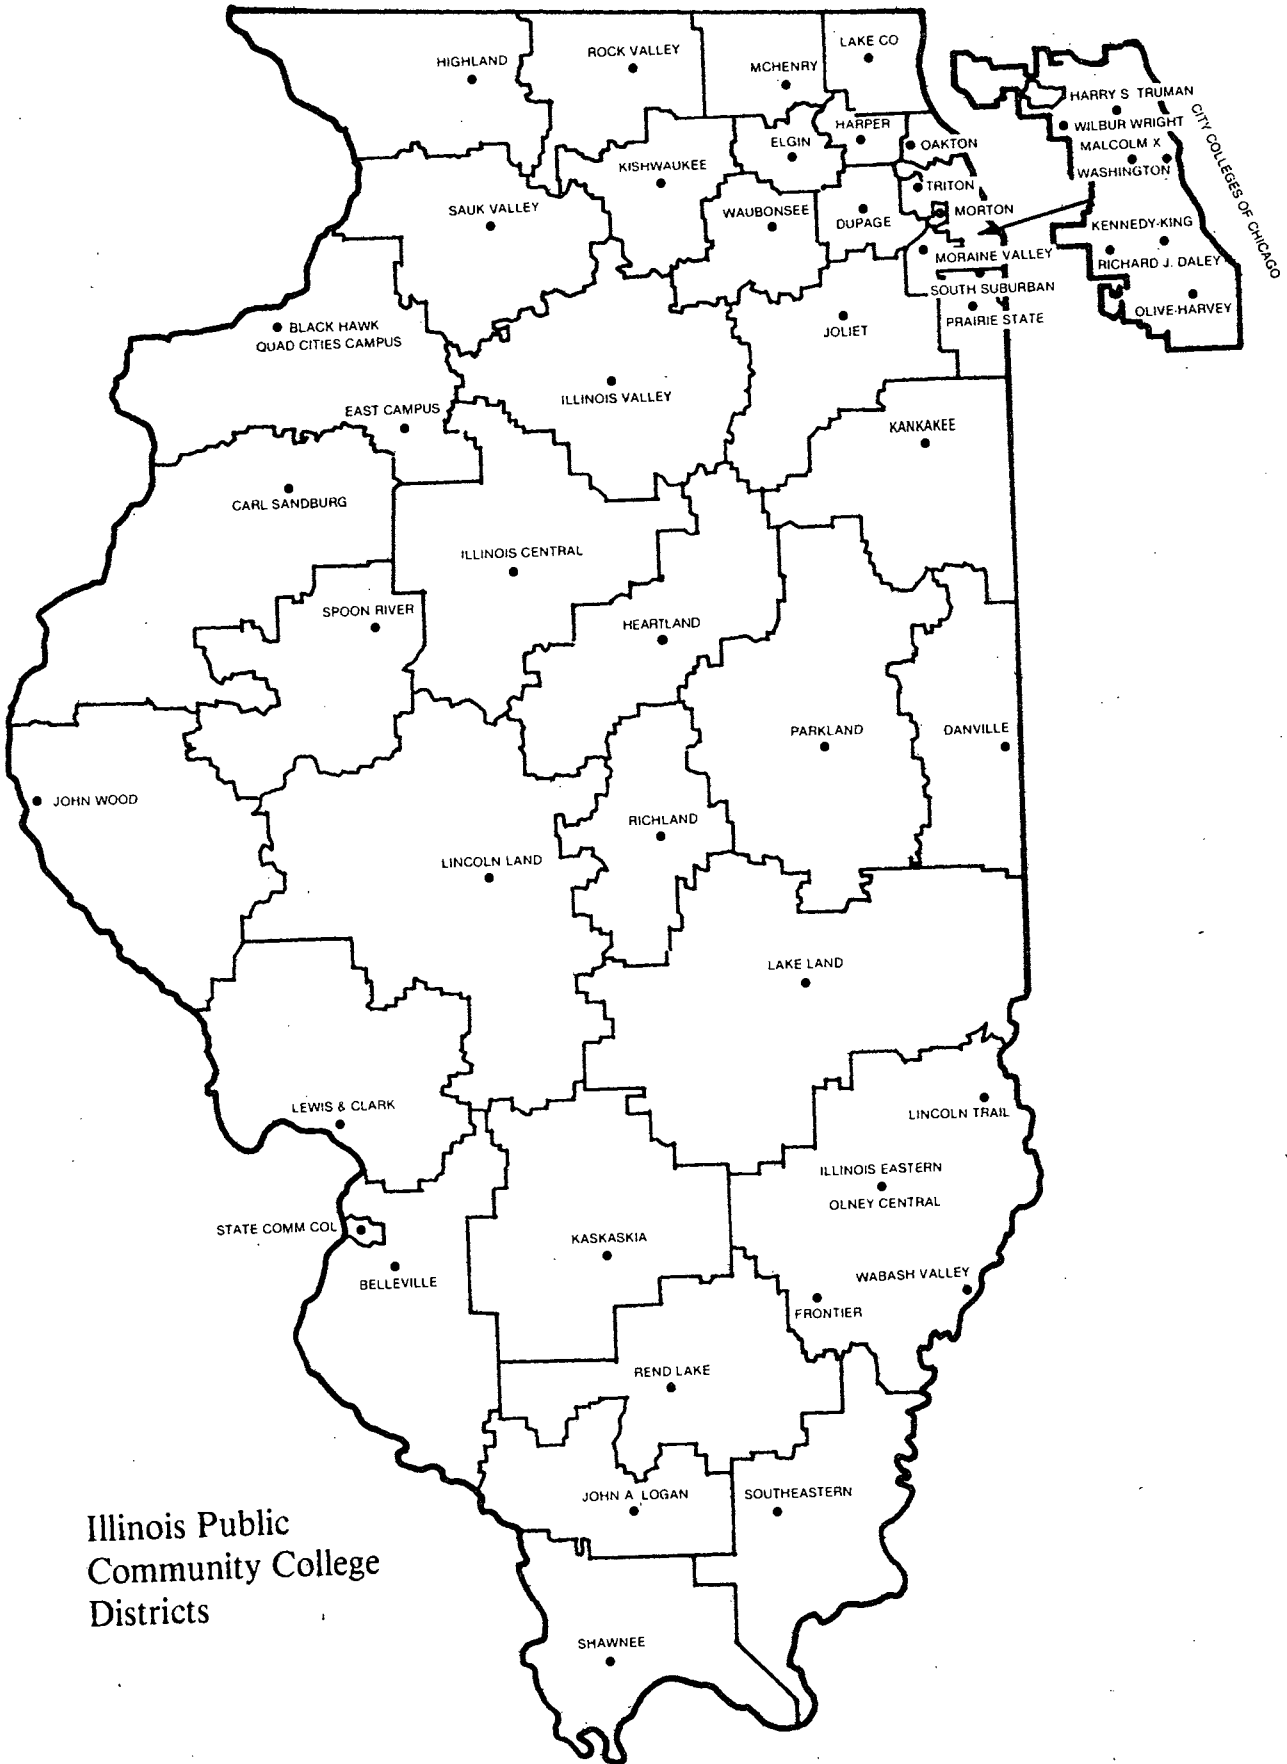 HIGHLAND
ROCK VALLEY
MCHENRY
LAKE CO
HARRY S TRUMAN
WILBUR WRIGHT
MALCOLM X
WASHINGTON
CITY COLLEGES OF CHICAGO
KENNEDY-KING
RICHARD J. DALEY
OLIVE-HARVEY
HARPER
ELGIN
OAKTON
KISHWAUKEE
TRITON
SAUK VALLEY
WAUBONSEE
DUPAGE
MORTON
MORAINE VALLEY
SOUTH SUBURBAN
PRAIRIE STATE
BLACK HAWK
QUAD CITIES CAMPUS
JOLIET
ILLINOIS VALLEY
EAST CAMPUS
KANKAKEE
CARL SANDBURG
ILLINOIS CENTRAL
SPOON RIVER
HEARTLAND
PARKLAND
DANVILLE
JOHN WOOD
RICHLAND
LINCOLN LAND
LAKE LAND
LEWIS & CLARK
LINCOLN TRAIL
ILLINOIS EASTERN
OLNEY CENTRAL
STATE COMM COL
KASKASKIA
BELLEVILLE
WABASH VALLEY
FRONTIER
REND LAKE
JOHN A LOGAN
SOUTHEASTERN
Illinois Public
Community College
Districts
SHAWNEE